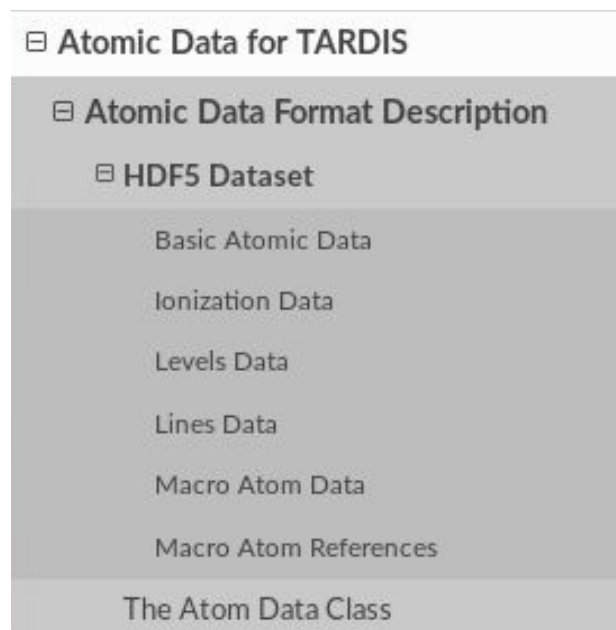 Atomic Data for TARDIS
Atomic Data Format Description
HDF5 Dataset
Basic Atomic Data
Ionization Data
Levels Data
Lines Data
Macro Atom Data
Macro Atom References
The Atom Data Class